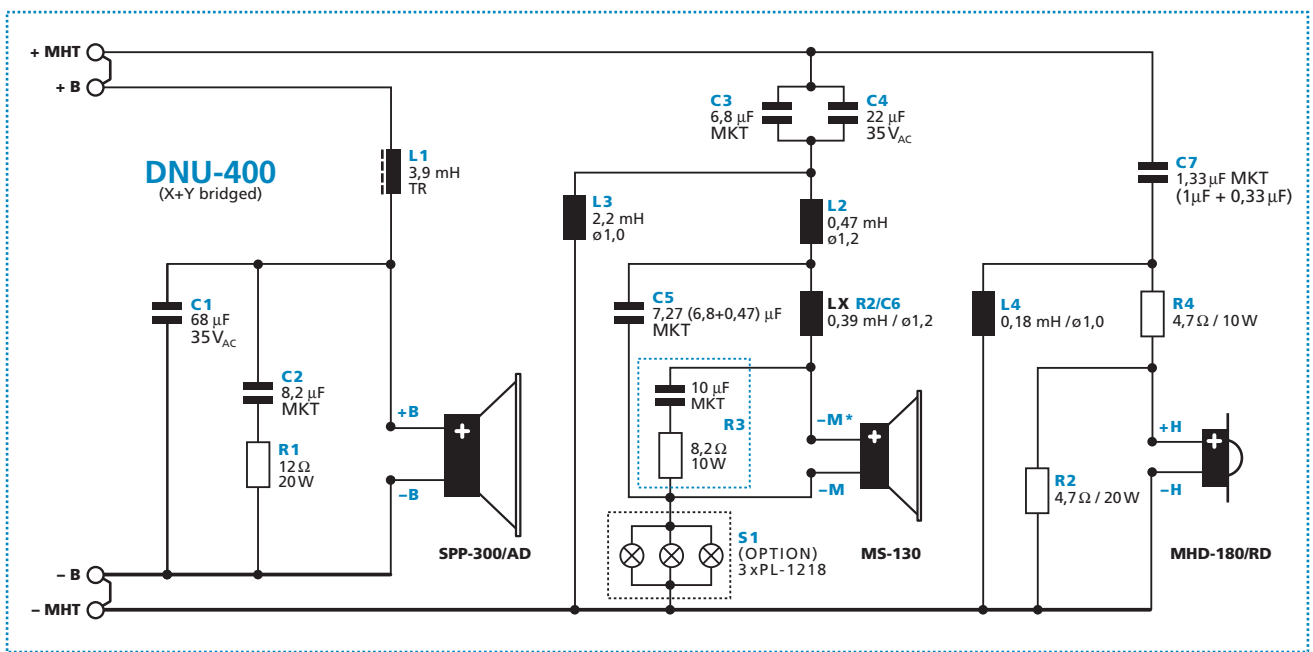 + MHT
+ B
DNU-400
(X+Y bridged)
L1
3,9 mH
TR
C1
68 µF
35 VAC
C2
8,2 µF
MKT
R1
12 Ω
20 W
+B
−B
SPP-300/AD
− B
− MHT
C3
6,8 µF
MKT
C4
22 µF
35 VAC
L3
2,2 mH
ø1,0
L2
0,47 mH
ø1,2
C5
7,27 (6,8+0,47) µF
MKT
LX R2/C6
0,39 mH / ø1,2
10 µF
MKT
R3
8,2 Ω
10 W
−M*
−M
+
MS-130
S1
(OPTION)
3 x PL-1218
C7
1,33 µF MKT
(1µF + 0,33 µF)
L4
0,18 mH / ø1,0
R4
4,7 Ω / 10 W
R2
4,7 Ω / 20 W
+H
−H
+
MHD-180/RD
+